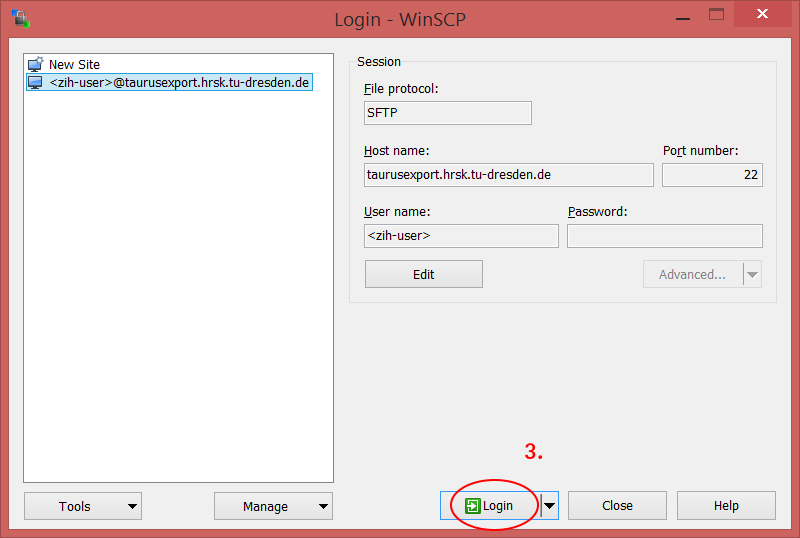 Login - WinSCP
New Site
<zih-user>@taurusexport.hrsk.tu-dresden.de
Session
File protocol:
SFTP
Host name:
Port number:
taurusexport.hrsk.tu-dresden.de
22
User name:
Password:
<zih-user>
Edit
Advanced...
3.
Tools
Manage
Login
Close
Help